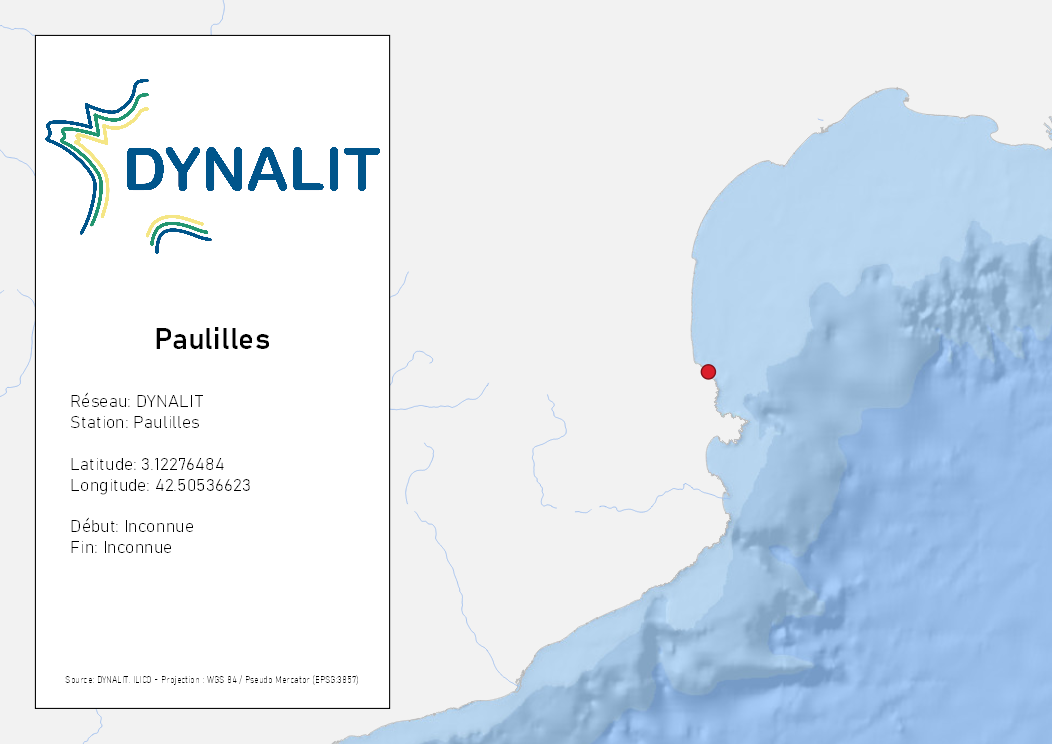 DYNALIT
Paulilles
Réseau: DYNALIT
Station: Paulilles
Latitude: 3.12276484
Longitude: 42.50536623
Début: Inconnue
Fin: Inconnue
Source: DYNALIT, ILICO - Projection : WGS 84 / Pseudo Mercator (EPSG:3857)